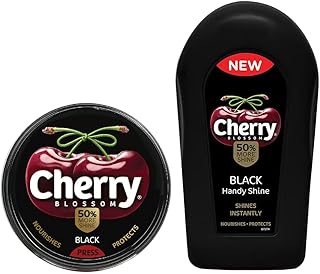 Cherry
BLOSSOM®
50%
MORE
SHINE
BLACK
NOURISHES
PROTECTS
PRESS
NEW
Cherry
BLOSSOM
50%
MORE
SHINE
BLACK
Handy Shine
SHINES
INSTANTLY
NOURISHES • PROTECTS